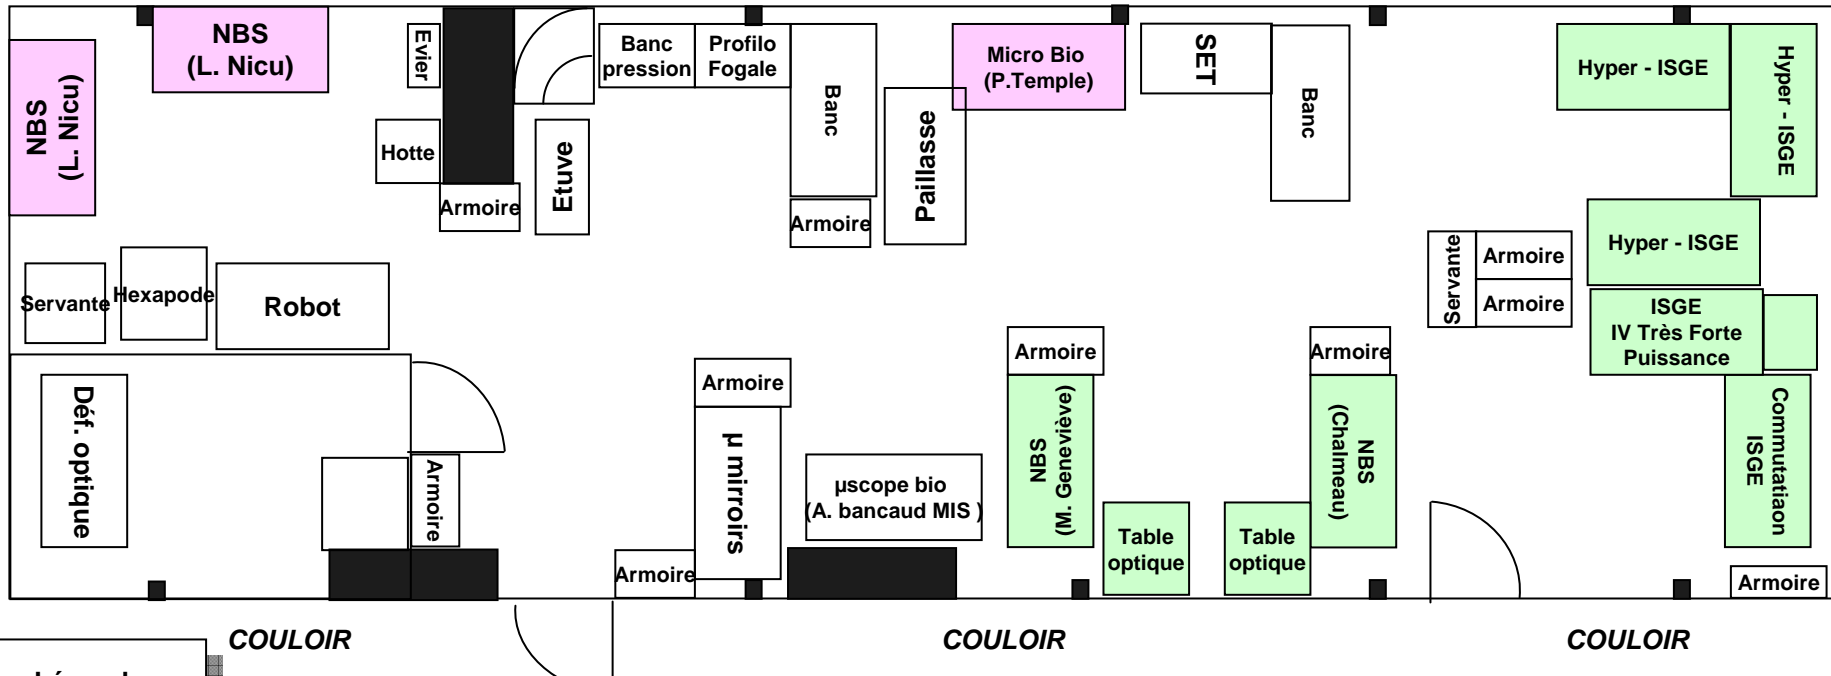 NBS
(L. Nicu)
NBS
(L. Nicu)
Evier
Hotte
Armoire
Etuve
Banc
pression
Profilo
Fogale
Banc
Armoire
Paillasse
Micro Bio
(P.Temple)
SET
Banc
Hyper - ISGE
Hyper - ISGE
Hyper - ISGE
Servante
Armoire
Armoire
ISGE
IV Très Forte
Puissance
Commutatiaon
ISGE
Armoire
Servante
Hexapode
Robot
Déf. optique
Armoire
Armoire
µ mirroirs
Armoire
µscope bio
(A. bancaud MIS )
Armoire
NBS
(M. Geneviève)
Table
optique
Table
optique
Armoire
NBS
(Chalmeau)
COULOIR
COULOIR
COULOIR